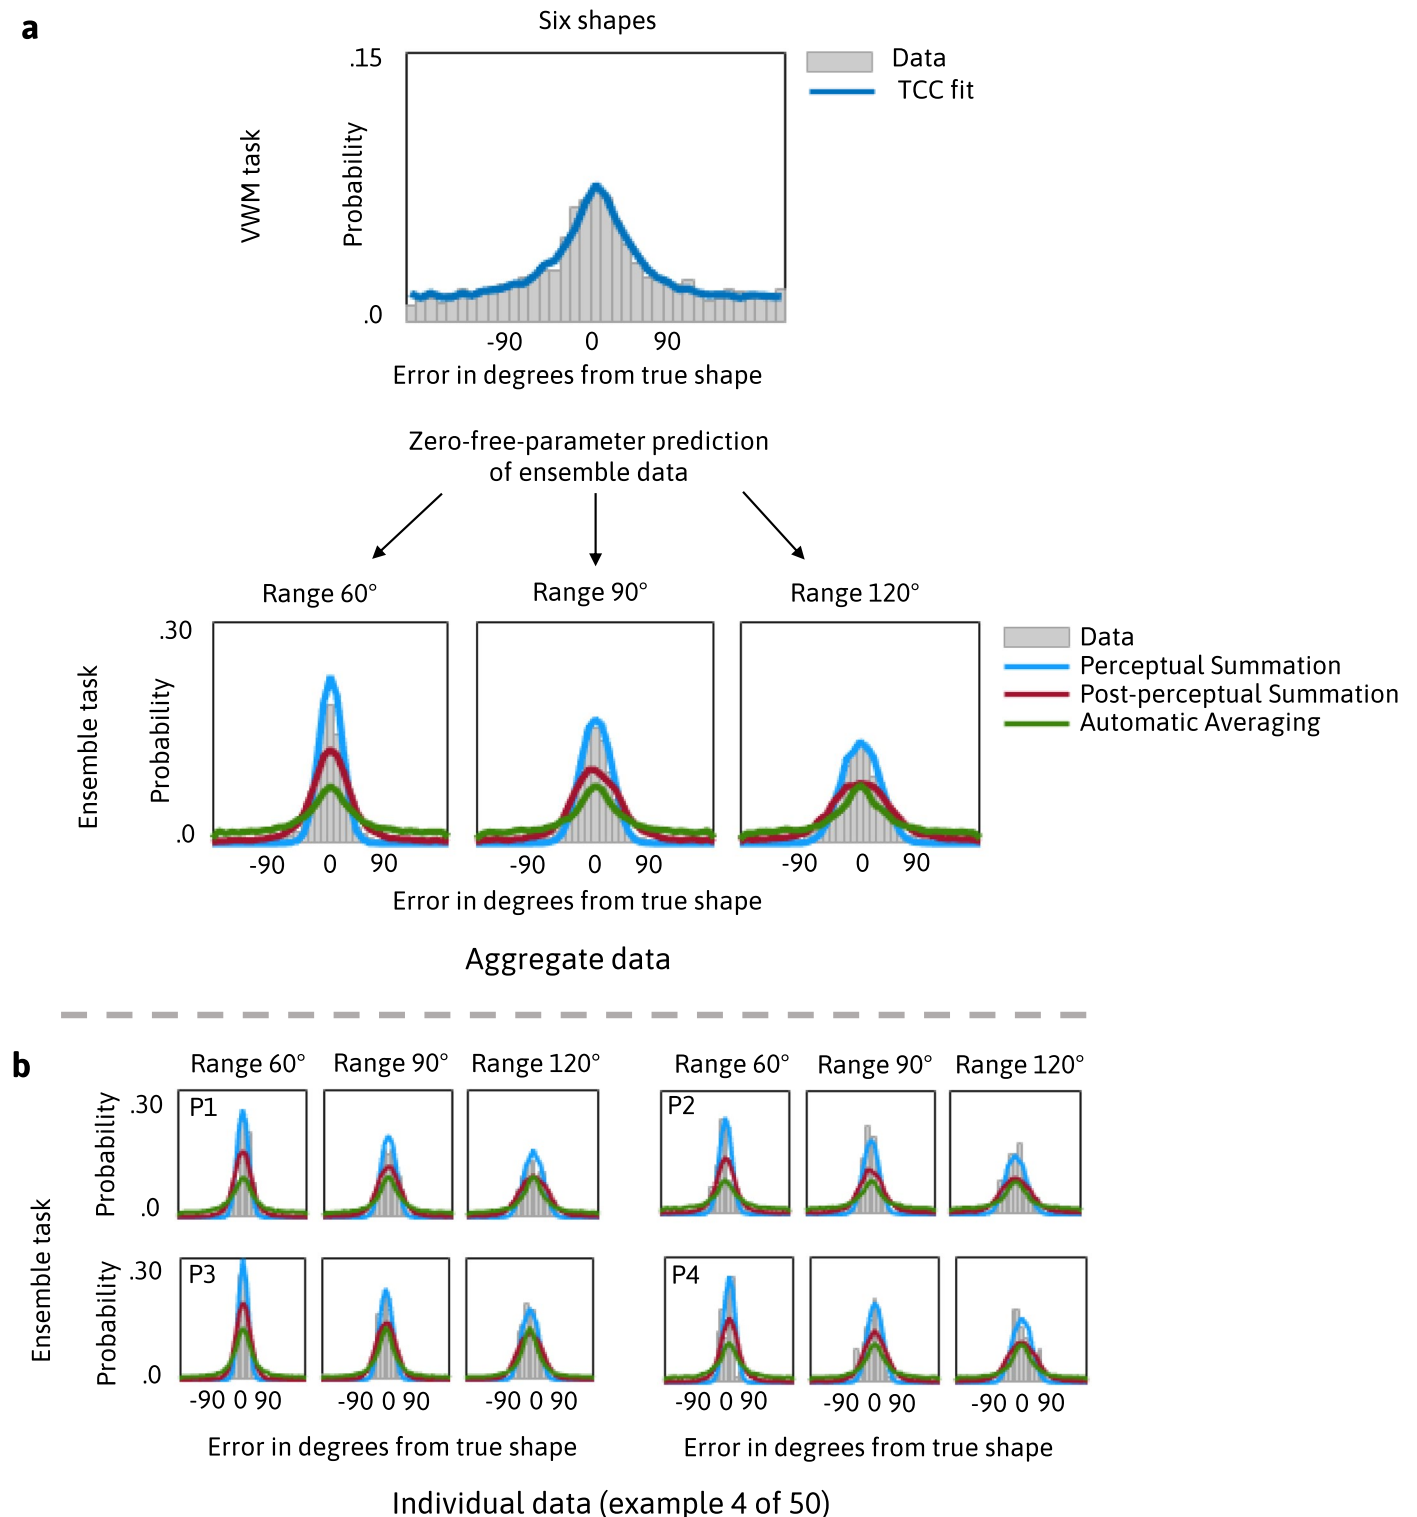 a
Six shapes
.15
Data
TCC fit
VWM task
Probability
.0
-90 0 90
Error in degrees from true shape
Zero-free-parameter prediction
of ensemble data
Range 60° Range 90° Range 120°
.30
Data
Perceptual Summation
Post-perceptual Summation
Automatic Averaging
Ensemble task
Probability
.0
-90 0 90 -90 0 90 -90 0 90
Error in degrees from true shape
Aggregate data
b
Range 60° Range 90° Range 120° Range 60° Range 90° Range 120°
.30
P1
P2
Probability
.0
Ensemble task
.30
P3
P4
Probability
.0
-90 0 90 -90 0 90 -90 0 90 -90 0 90 -90 0 90 -90 0 90
Error in degrees from true shape Error in degrees from true shape
Individual data (example 4 of 50)